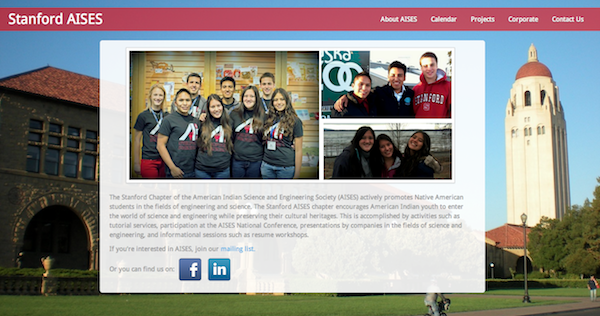 Stanford AISES
About AISES Calendar Projects Corporate Contact Us
STANFORD
The Stanford Chapter of the American Indian Science and Engineering Society (AISES) actively promotes Native American
students in the fields of engineering and science. The Stanford AISES chapter encourages American Indian youth to enter
the world of science and engineering while preserving their cultural heritages. This is accomplished by activities such as
tutorial services, participation at the AISES National Conference, presentations by companies in the fields of science and
engineering, and informational sessions such as resume workshops.
If you're interested in AISES, join our mailing list.
Or you can find us on:
f in